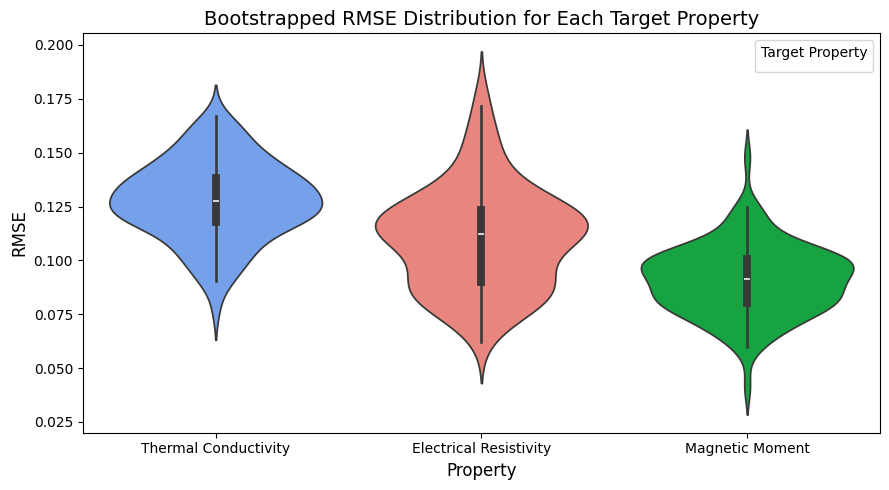 Bootstrapped RMSE Distribution for Each Target Property
Target Property
RMSE
0.200
0.175
0.150
0.125
0.100
0.075
0.050
0.025
Thermal Conductivity
Electrical Resistivity
Magnetic Moment
Property